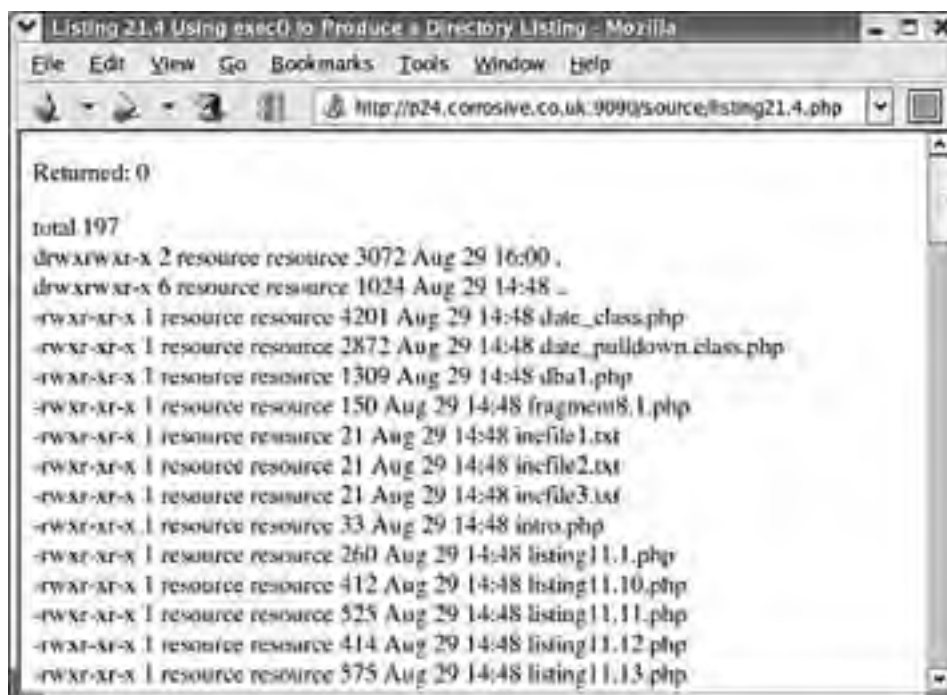 Listing 21.4 Using exec() to Produce a Directory Listing - Mozilla
File Edit View Go Bookmarks Tools Window Help
http://p24.corrosive.co.uk:9090/source/listing21.4.php
Returned: 0
total 197
drwxrwxr-x 2 resource resource 3072 Aug 29 16:00 .
drwxrwxr-x 6 resource resource 1024 Aug 29 14:48 ..
-rwxr-xr-x 1 resource resource 4201 Aug 29 14:48 date_class.php
-rwxr-xr-x 1 resource resource 2872 Aug 29 14:48 date_pulldown.class.php
-rwxr-xr-x 1 resource resource 1309 Aug 29 14:48 dba1.php
-rwxr-xr-x 1 resource resource 150 Aug 29 14:48 fragment8.1.php
-rwxr-xr-x 1 resource resource 21 Aug 29 14:48 incfile1.txt
-rwxr-xr-x 1 resource resource 21 Aug 29 14:48 incfile2.txt
-rwxr-xr-x 1 resource resource 21 Aug 29 14:48 incfile3.txt
-rwxr-xr-x 1 resource resource 33 Aug 29 14:48 intro.php
-rwxr-xr-x 1 resource resource 260 Aug 29 14:48 listing11.1.php
-rwxr-xr-x 1 resource resource 412 Aug 29 14:48 listing11.10.php
-rwxr-xr-x 1 resource resource 525 Aug 29 14:48 listing11.11.php
-rwxr-xr-x 1 resource resource 414 Aug 29 14:48 listing11.12.php
-rwxr-xr-x 1 resource resource 575 Aug 29 14:48 listing11.13.php